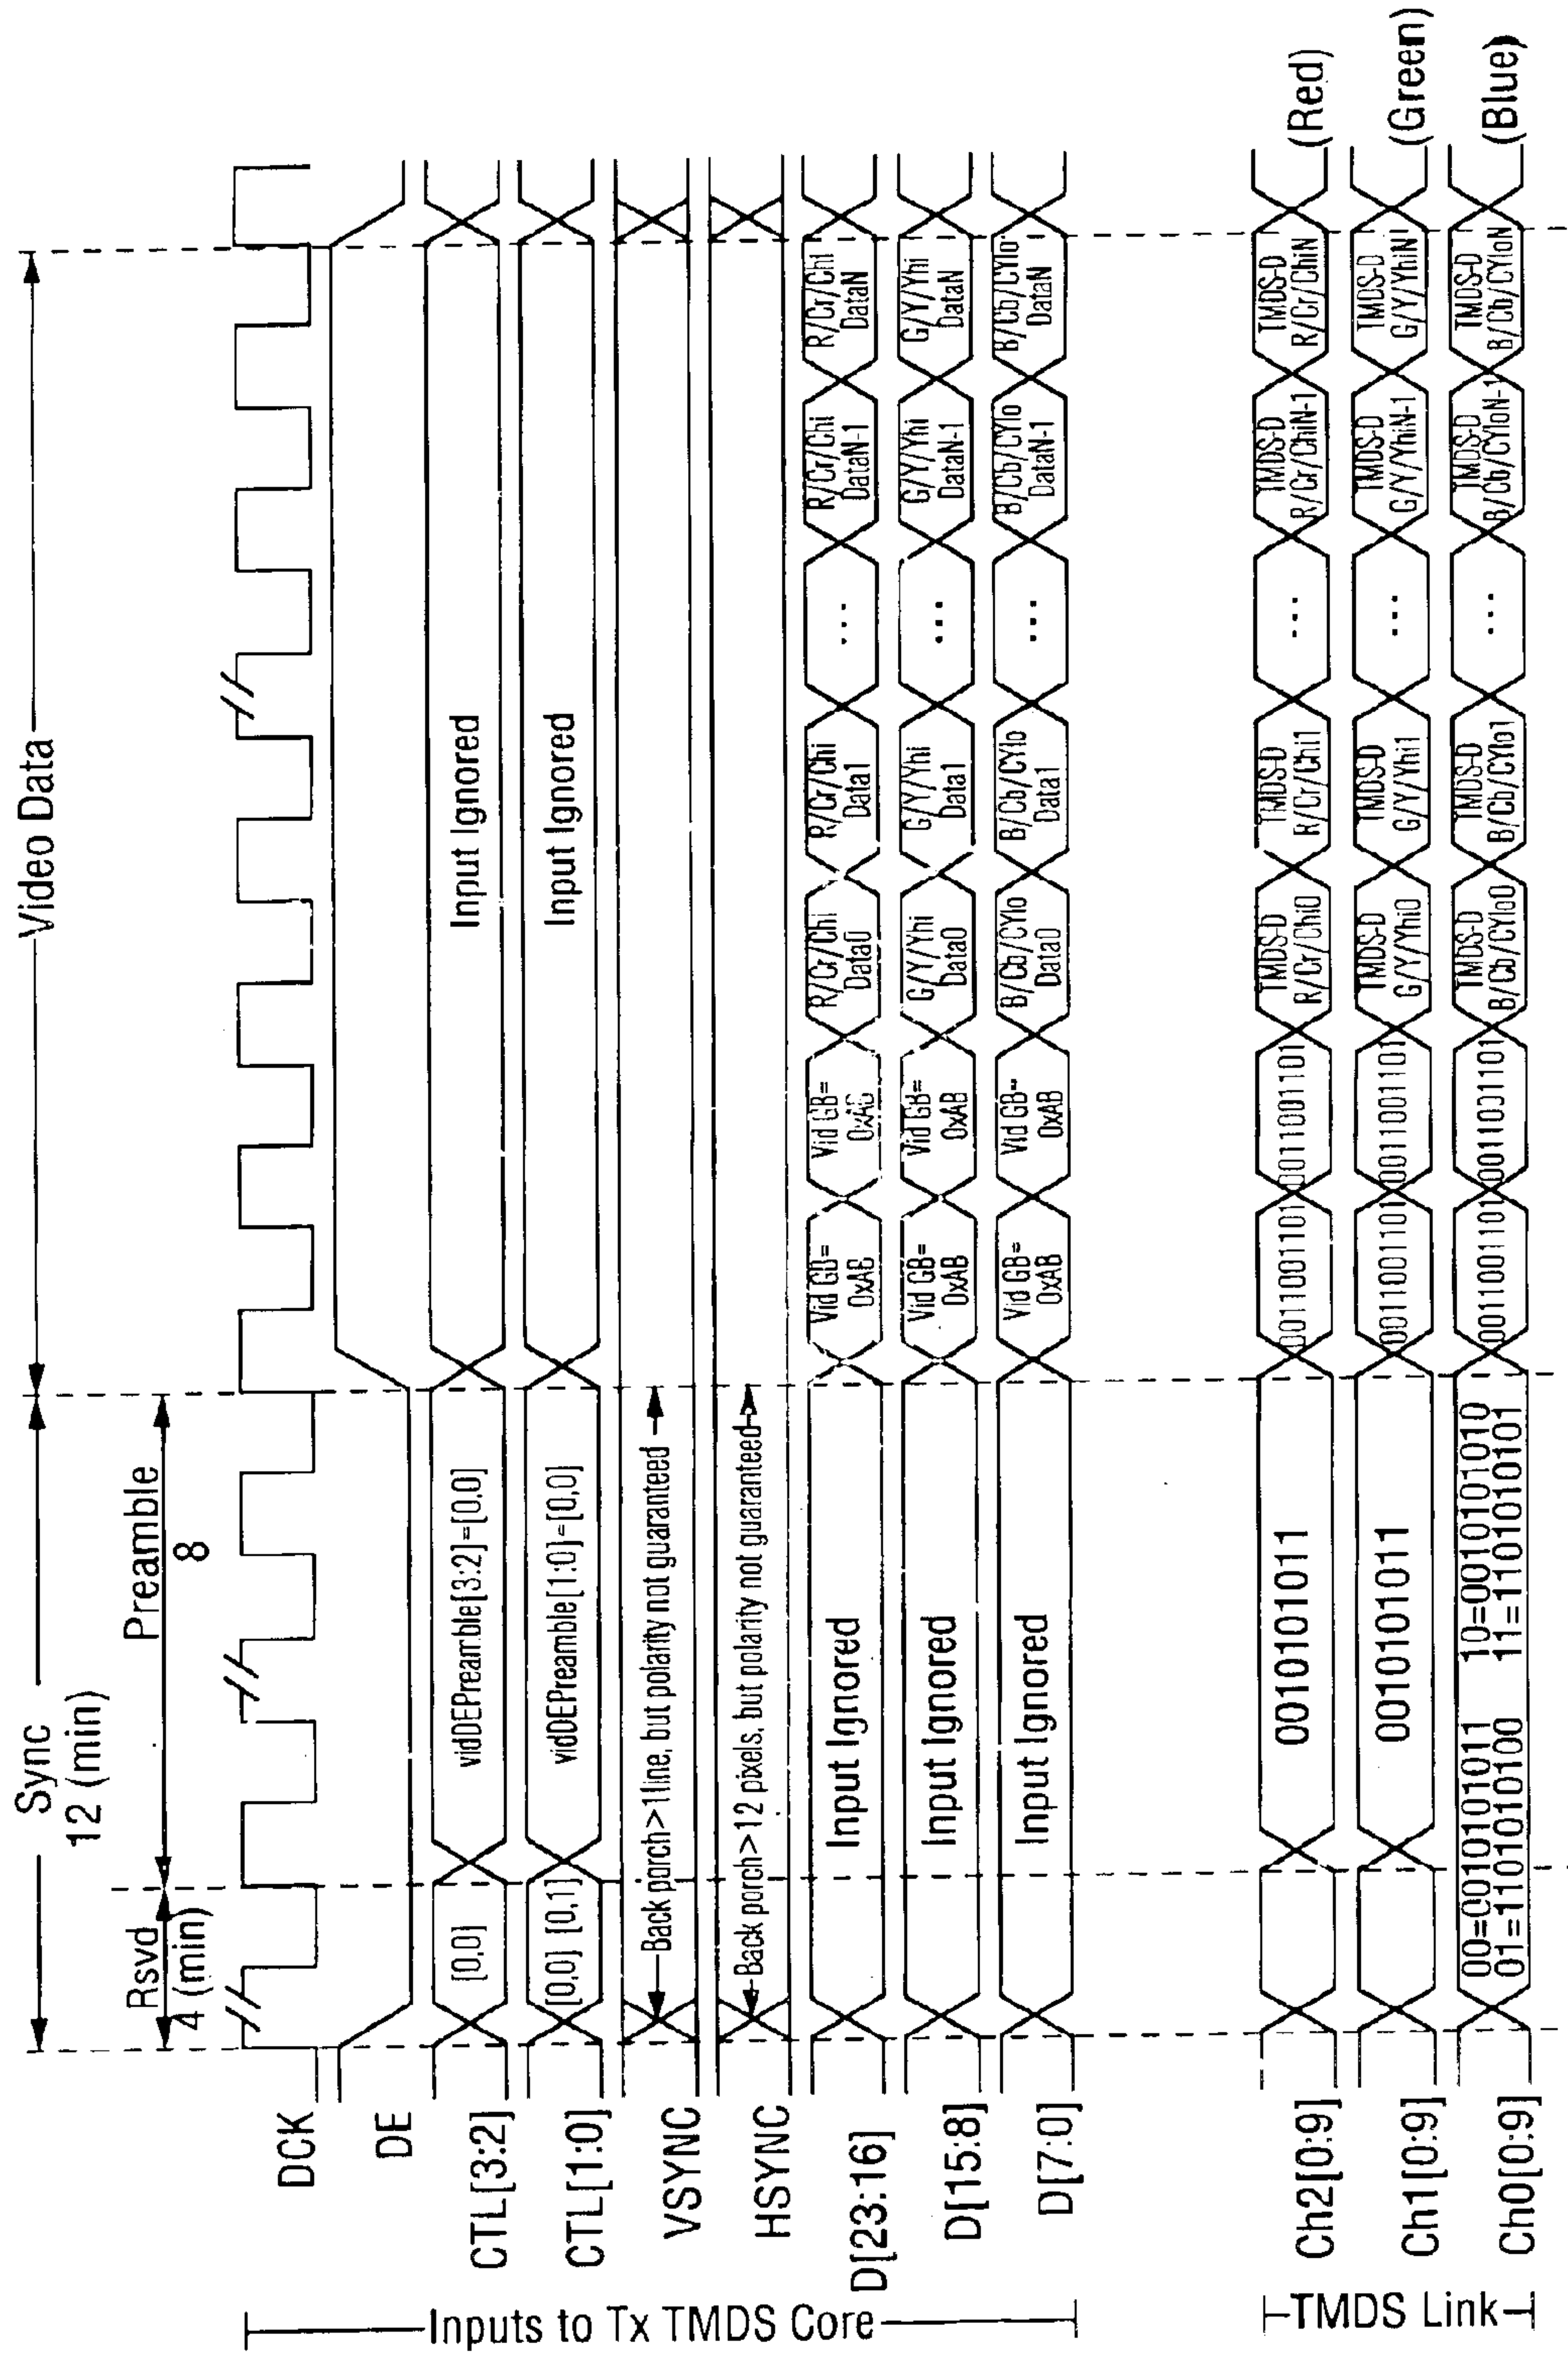 Sync
12 (min)
Video Data
Rsvd
4 (min)
Preamble
8
DCK
DE
CTL[3:2]
[0,0]
vidDEPreamble[3:2]=[0,0]
Input Ignored
CTL[1:0]
[0,0] [0,1]
vidDEPreamble[1:0]=[0,0]
Input Ignored
VSYNC
Back porch>1line, but polarity not guaranteed
HSYNC
Back porch>12 pixels, but polarity not guaranteed
D[23:16]
Input Ignored
Vid GB=
0xAB
Vid GB=
0xAB
R/Cr/Chi
Data0
R/Cr/Chi
Data1
...
R/Cr/Chi
DataN-1
R/Cr/Chi
DataN
D[15:8]
Input Ignored
Vid GB=
0xAB
Vid GB=
0xAB
G/Y/Yhi
Data0
G/Y/Yhi
Data1
...
G/Y/Yhi
DataN-1
G/Y/Yhi
DataN
D[7:0]
Input Ignored
Vid GB=
0xAB
Vid GB=
0xAB
B/Cb/CYlo
Data0
B/Cb/CYlo
Data1
...
B/Cb/CYlo
DataN-1
B/Cb/CYlo
DataN
Inputs to Tx TMDS Core
Ch2[0:9]
0010101011
0011001101
0011001101
TMDS-D
R/Cr/Chi0
TMDS-D
R/Cr/Chi1
...
TMDS-D
R/Cr/ChiN-1
TMDS-D
R/Cr/ChiN
(Red)
Ch1[0:9]
0010101011
0011001101
0011001101
TMDS-D
G/Y/Yhi0
TMDS-D
G/Y/Yhi1
...
TMDS-D
G/Y/YhiN-1
TMDS-D
G/Y/YhiN
(Green)
Ch0[0:9]
00=0010101011 10=0010101010
01=1101010100 11=1101010101
0011001101
0011001101
TMDS-D
B/Cb/CYlo0
TMDS-D
B/Cb/CYlo1
...
TMDS-D
B/Cb/CYloN-1
TMDS-D
B/Cb/CYloN
(Blue)
TMDS Link